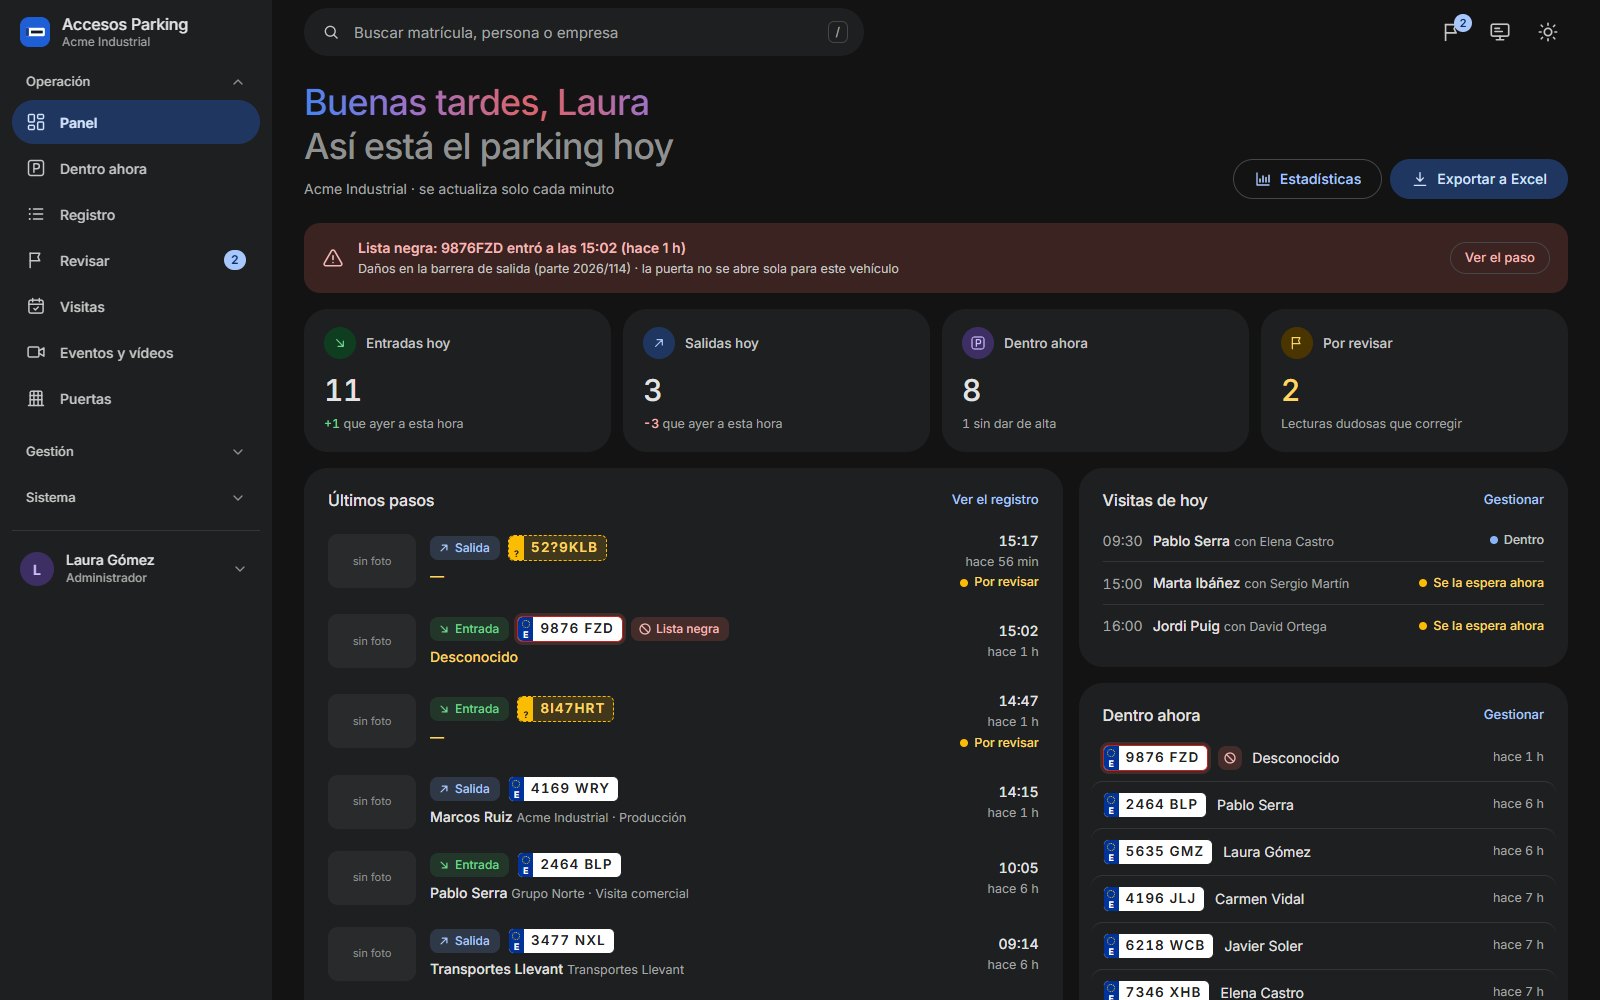 Accesos Parking
Acme Industrial
Operación
Panel
Dentro ahora
Registro
Revisar 2
Visitas
Eventos y vídeos
Puertas
Gestión
Sistema
L
Laura Gómez
Administrador
Buscar matrícula, persona o empresa /
2
Buenas tardes, Laura
Así está el parking hoy
Acme Industrial · se actualiza solo cada minuto
Estadísticas
Exportar a Excel
Lista negra: 9876FZD entró a las 15:02 (hace 1 h)
Daños en la barrera de salida (parte 2026/114) · la puerta no se abre sola para este vehículo
Ver el paso
Entradas hoy
11
+1 que ayer a esta hora
Salidas hoy
3
-3 que ayer a esta hora
P Dentro ahora
8
1 sin dar de alta
Por revisar
2
Lecturas dudosas que corregir
Últimos pasos
Ver el registro
sin foto
Salida ? 52?9KLB
—
15:17
hace 56 min
Por revisar
sin foto
Entrada E 9876 FZD Lista negra
Desconocido
15:02
hace 1 h
sin foto
Entrada ? 8I47HRT
—
14:47
hace 1 h
Por revisar
sin foto
Salida E 4169 WRY
Marcos Ruiz Acme Industrial · Producción
14:15
hace 1 h
sin foto
Entrada E 2464 BLP
Pablo Serra Grupo Norte · Visita comercial
10:05
hace 6 h
sin foto
Salida E 3477 NXL
Transportes Llevant Transportes Llevant
09:14
hace 6 h
Visitas de hoy
Gestionar
09:30 Pablo Serra con Elena Castro Dentro
15:00 Marta Ibáñez con Sergio Martín Se la espera ahora
16:00 Jordi Puig con David Ortega Se la espera ahora
Dentro ahora
Gestionar
E 9876 FZD Desconocido hace 1 h
E 2464 BLP Pablo Serra hace 6 h
E 5635 GMZ Laura Gómez hace 6 h
E 4196 JLJ Carmen Vidal hace 7 h
E 6218 WCB Javier Soler hace 7 h
E 7346 XHB Elena Castro hace 7 h